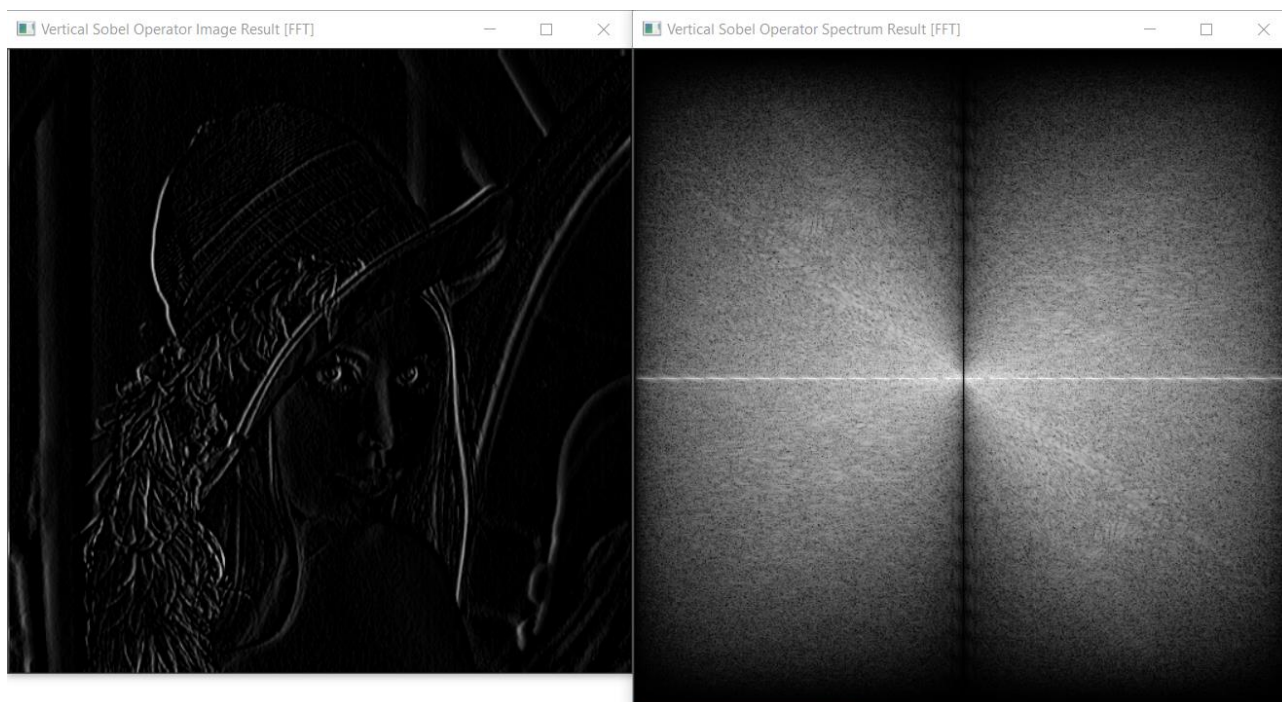 Vertical Sobel Operator Image Result [FFT]
Vertical Sobel Operator Spectrum Result [FFT]